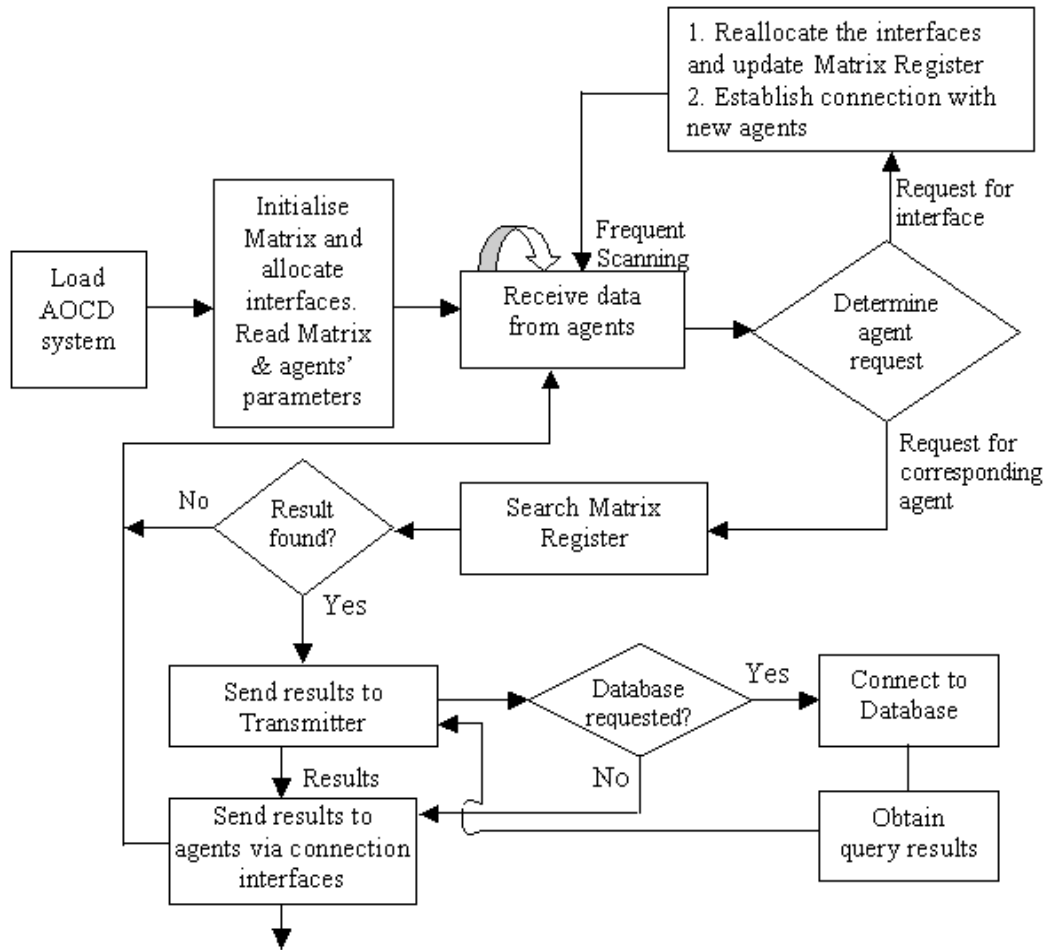 1. Reallocate the interfaces
and update Matrix Register
2. Establish connection with
new agents
Request for
interface
Initialise
Matrix and
allocate
interfaces.
Read Matrix
& agents'
parameters
Frequent
Scanning
Load
AOCD
system
Receive data
from agents
Determine
agent
request
Request for
corresponding
agent
No
Result
found?
Search Matrix
Register
Yes
Send results to
Transmitter
Database
requested?
Yes
Connect to
Database
Results
No
Send results to
agents via connection
interfaces
Obtain
query results